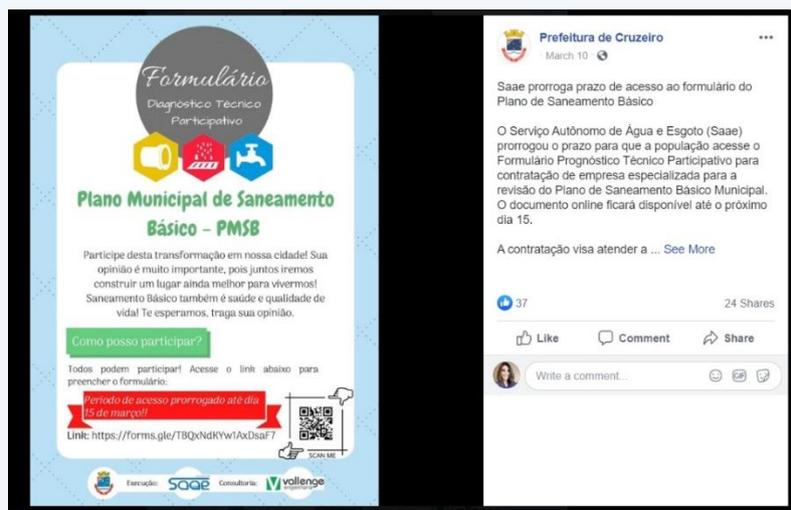 Formulário
Diagnóstico Técnico
Participativo
Plano Municipal de Saneamento
Básico - PMSB
Participe desta transformação em nossa cidade! Sua
opinião é muito importante, pois juntos iremos
construir um lugar ainda melhor para vivermos!
Saneamento Básico também é saúde e qualidade de
vida! Te esperamos, traga sua opinião.
Como posso participar?
Todos podem participar! Acesse o link abaixo para
preencher o formulário:
Período de acesso prorrogado até dia
15 de março!!
Link: https://forms.gle/TBQxNdKYw1AxDsaF7
SCAN ME
Execução: saae Consultoria: vallenge
engenharia
Prefeitura de Cruzeiro
March 10
Saae prorroga prazo de acesso ao formulário do
Plano de Saneamento Básico
O Serviço Autônomo de Água e Esgoto (Saae)
prorrogou o prazo para que a população acesse o
Formulário Prognóstico Técnico Participativo para
contratação de empresa especializada para a
revisão do Plano de Saneamento Básico Municipal.
O documento online ficará disponível até o próximo
dia 15.
A contratação visa atender a ... See More
37
24 Shares
Like Comment Share
Write a comment...
GIF